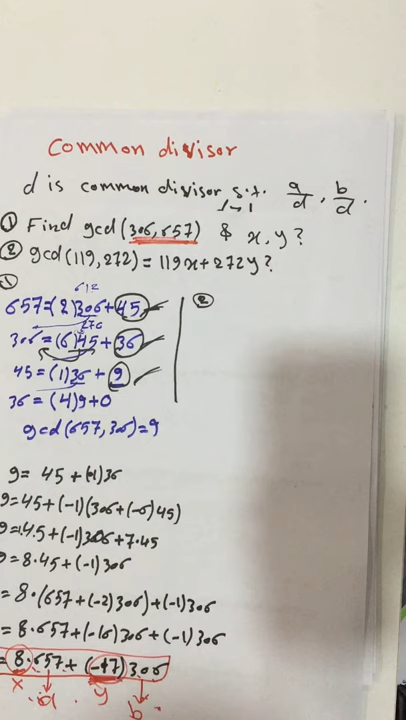 Common divisor
d is common divisor s.t. a/d, b/d.
① Find gcd(306,657) & x,y?
② gcd(119,272)=119x+272y?
①
②
612
657=(2)306+45
270
306=(6)45+36
45=(1)36+9
36=(4)9+0
gcd(657,306)=9
9= 45+(-1)36
9=45+(-1)(306+(-6)45)
9=1.45+(-1)306+7.45
9=8.45+(-1)306
=8.(657+(-2)306)+(-1)306
=8.657+(-16)306+(-1)306
=8.657+(-17)306
x a y b